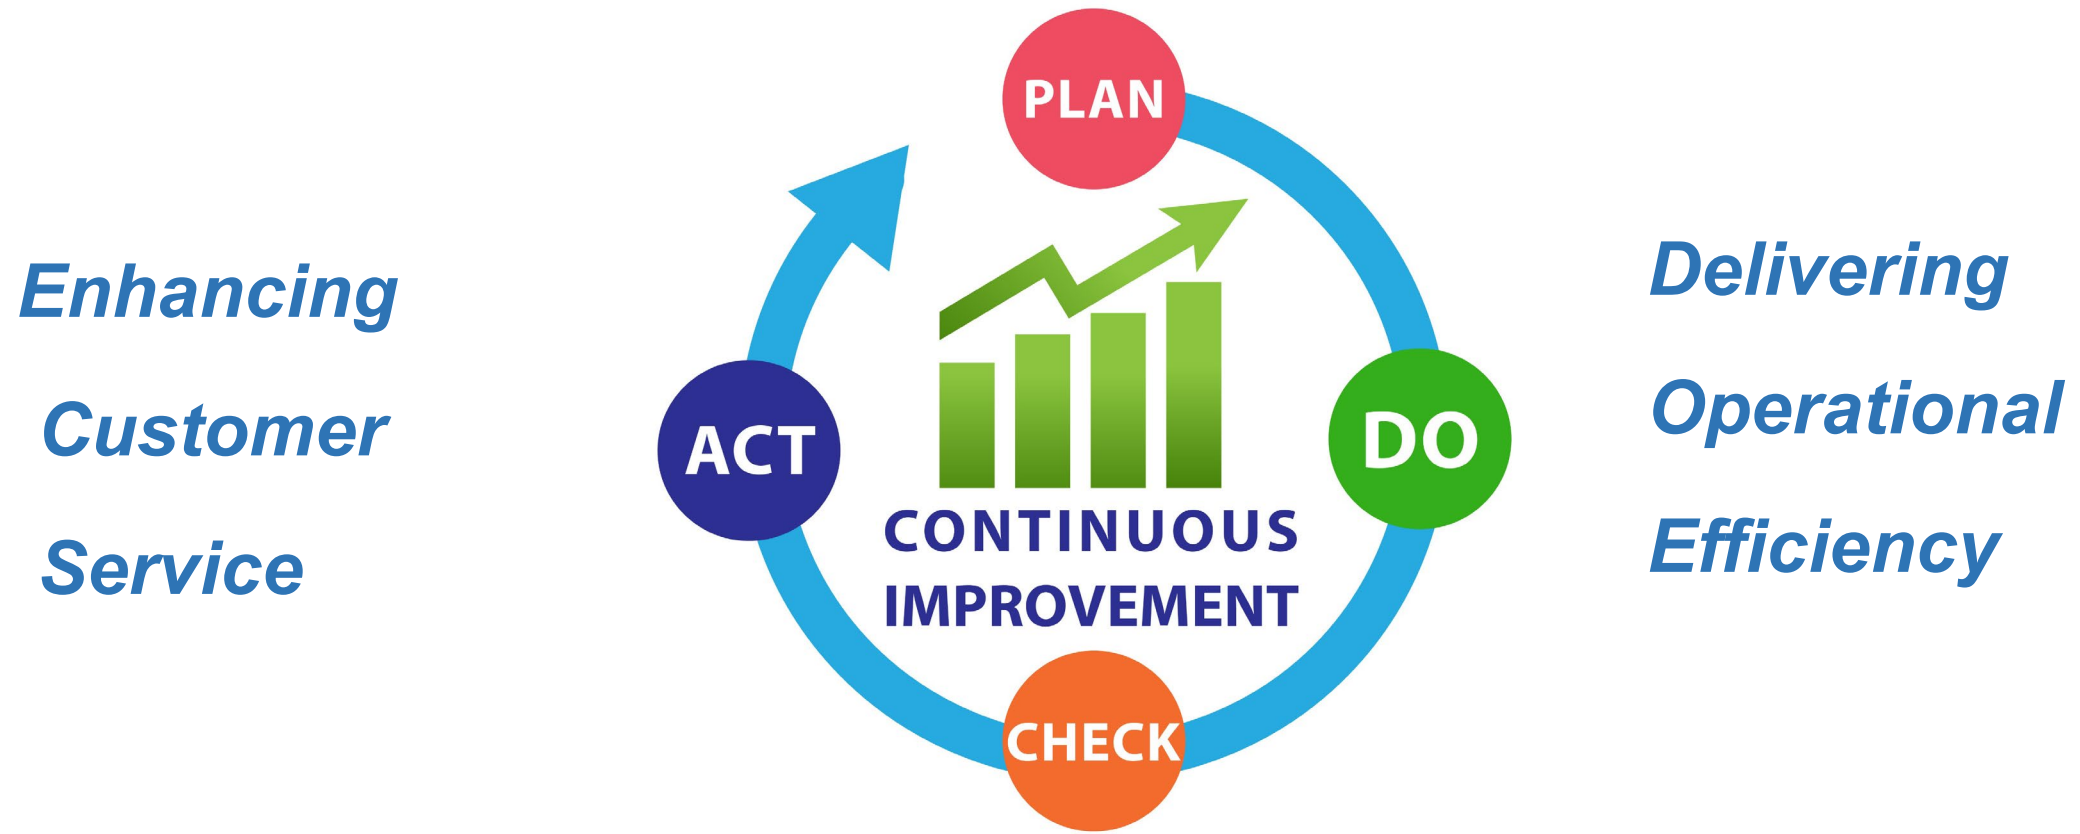 Enhancing
Customer
Service
PLAN
DO
CHECK
ACT
CONTINUOUS
IMPROVEMENT
Delivering
Operational
Efficiency